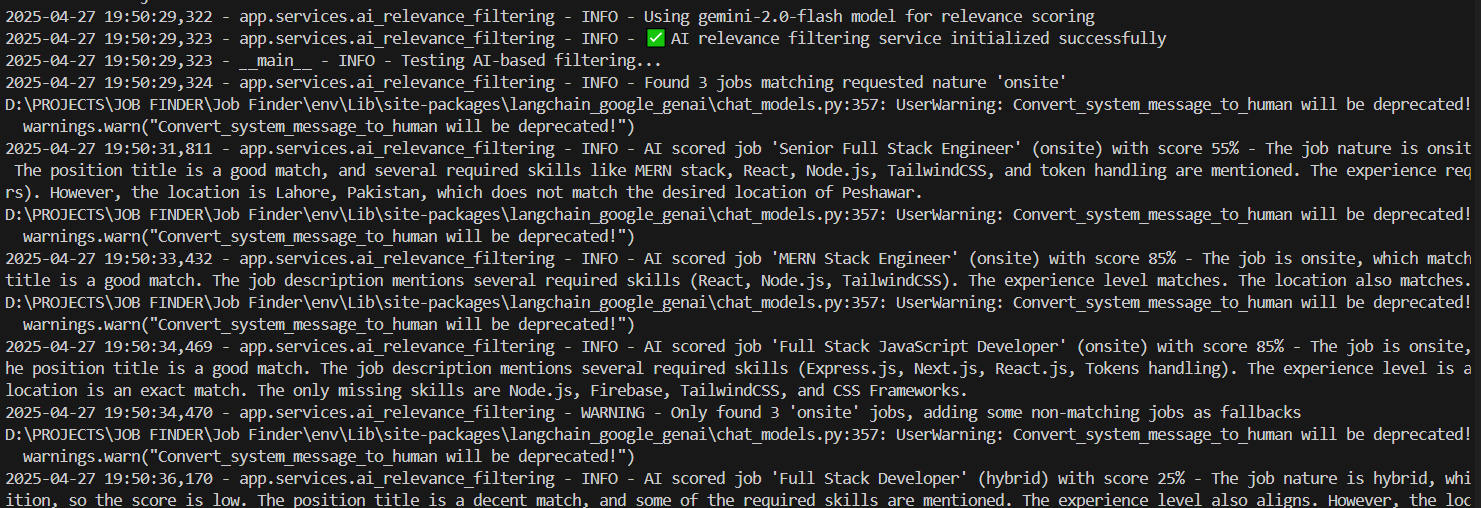 2025-04-27 19:50:29,322 - app.services.ai_relevance_filtering - INFO - Using gemini-2.0-flash model for relevance scoring
2025-04-27 19:50:29,323 - app.services.ai_relevance_filtering - INFO - ✅ AI relevance filtering service initialized successfully
2025-04-27 19:50:29,323 - __main__ - INFO - Testing AI-based filtering...
2025-04-27 19:50:29,324 - app.services.ai_relevance_filtering - INFO - Found 3 jobs matching requested nature 'onsite'
D:\PROJECTS\JOB FINDER\Job Finder\env\Lib\site-packages\langchain_google_genai\chat_models.py:357: UserWarning: Convert_system_message_to_human will be deprecated!
  warnings.warn("Convert_system_message_to_human will be deprecated!")
2025-04-27 19:50:31,811 - app.services.ai_relevance_filtering - INFO - AI scored job 'Senior Full Stack Engineer' (onsite) with score 55% - The job nature is onsit
 The position title is a good match, and several required skills like MERN stack, React, Node.js, TailwindCSS, and token handling are mentioned. The experience req
rs). However, the location is Lahore, Pakistan, which does not match the desired location of Peshawar.
D:\PROJECTS\JOB FINDER\Job Finder\env\Lib\site-packages\langchain_google_genai\chat_models.py:357: UserWarning: Convert_system_message_to_human will be deprecated!
  warnings.warn("Convert_system_message_to_human will be deprecated!")
2025-04-27 19:50:33,432 - app.services.ai_relevance_filtering - INFO - AI scored job 'MERN Stack Engineer' (onsite) with score 85% - The job is onsite, which match
title is a good match. The job description mentions several required skills (React, Node.js, TailwindCSS). The experience level matches. The location also matches.
D:\PROJECTS\JOB FINDER\Job Finder\env\Lib\site-packages\langchain_google_genai\chat_models.py:357: UserWarning: Convert_system_message_to_human will be deprecated!
  warnings.warn("Convert_system_message_to_human will be deprecated!")
2025-04-27 19:50:34,469 - app.services.ai_relevance_filtering - INFO - AI scored job 'Full Stack JavaScript Developer' (onsite) with score 85% - The job is onsite,
he position title is a good match. The job description mentions several required skills (Express.js, Next.js, React.js, Tokens handling). The experience level is a
location is an exact match. The only missing skills are Node.js, Firebase, TailwindCSS, and CSS Frameworks.
2025-04-27 19:50:34,470 - app.services.ai_relevance_filtering - WARNING - Only found 3 'onsite' jobs, adding some non-matching jobs as fallbacks
D:\PROJECTS\JOB FINDER\Job Finder\env\Lib\site-packages\langchain_google_genai\chat_models.py:357: UserWarning: Convert_system_message_to_human will be deprecated!
  warnings.warn("Convert_system_message_to_human will be deprecated!")
2025-04-27 19:50:36,170 - app.services.ai_relevance_filtering - INFO - AI scored job 'Full Stack Developer' (hybrid) with score 25% - The job nature is hybrid, whi
ition, so the score is low. The position title is a decent match, and some of the required skills are mentioned. The experience level also aligns. However, the loc